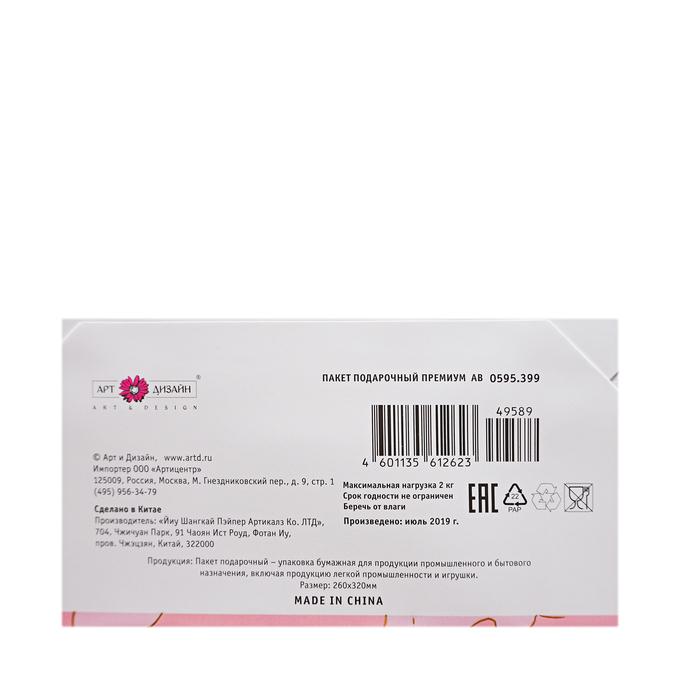 АРТ ДИЗАЙН ®
ART & DESIGN
ПАКЕТ ПОДАРОЧНЫЙ ПРЕМИУМ АВ 0595.399
49589
4 601135 612623
© Арт и Дизайн, www.artd.ru
Импортер ООО «Артицентр»
125009, Россия, Москва, М. Гнездниковский пер., д. 9, стр. 1
(495) 956-34-79
Сделано в Китае
Производитель: «Йиу Шангкай Пэйпер Артикалз Ко. ЛТД»,
704, Чжичуан Парк, 91 Чаоян Ист Роуд, Фотан Иу,
пров. Чжэцзян, Китай, 322000
Максимальная нагрузка 2 кг
Срок годности не ограничен
Беречь от влаги
Произведено: июль 2019 г.
EAC
22
PAP
Продукция: Пакет подарочный – упаковка бумажная для продукции промышленного и бытового
назначения, включая продукцию легкой промышленности и игрушки.
Размер: 260х320мм
MADE IN CHINA